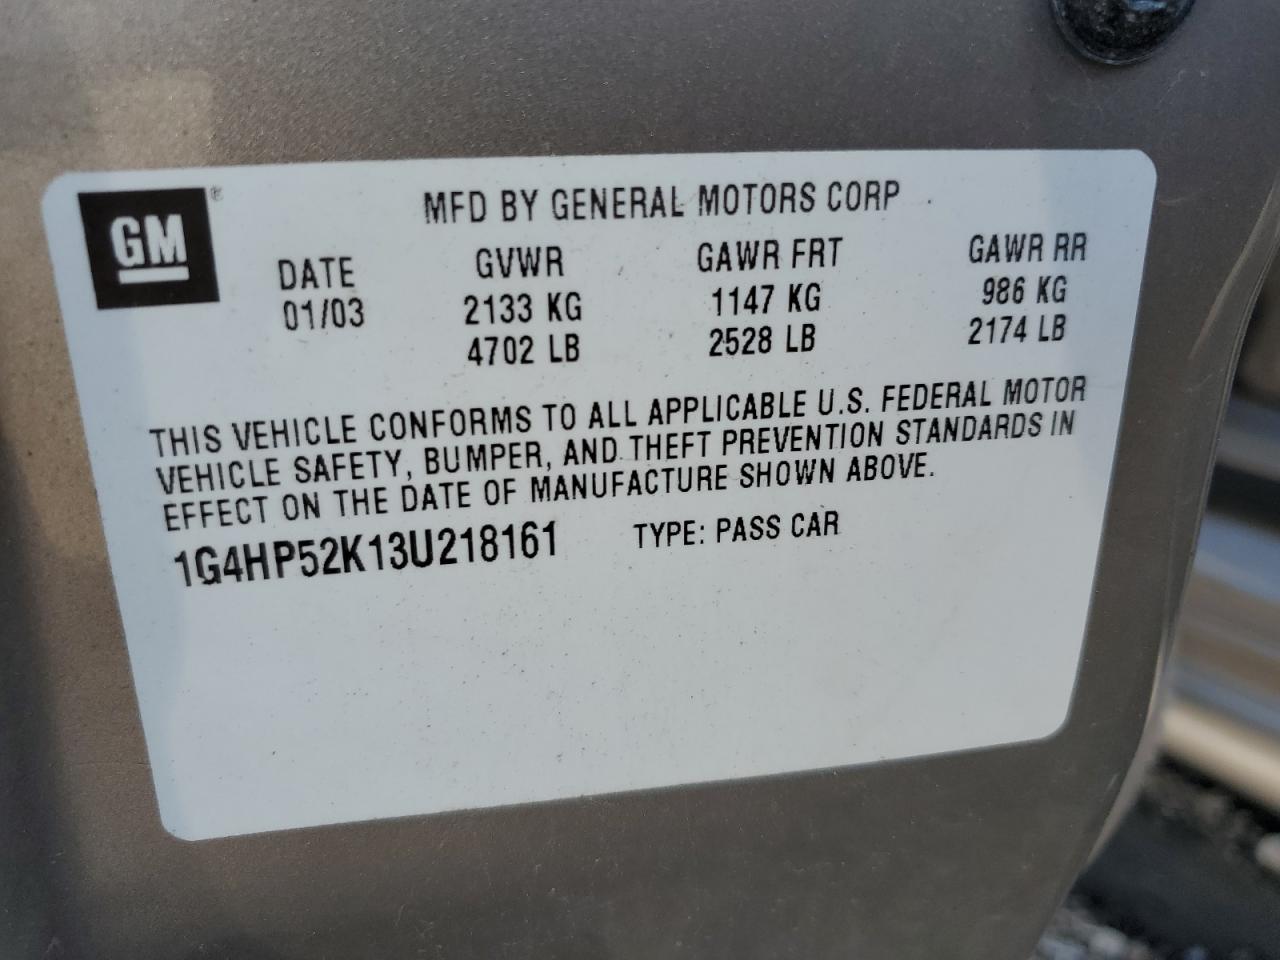 GM ®
MFD BY GENERAL MOTORS CORP
DATE GVWR GAWR FRT GAWR RR
01/03 2133 KG 1147 KG 986 KG
4702 LB 2528 LB 2174 LB
THIS VEHICLE CONFORMS TO ALL APPLICABLE U.S. FEDERAL MOTOR
VEHICLE SAFETY, BUMPER, AND THEFT PREVENTION STANDARDS IN
EFFECT ON THE DATE OF MANUFACTURE SHOWN ABOVE.
1G4HP52K13U218161 TYPE: PASS CAR